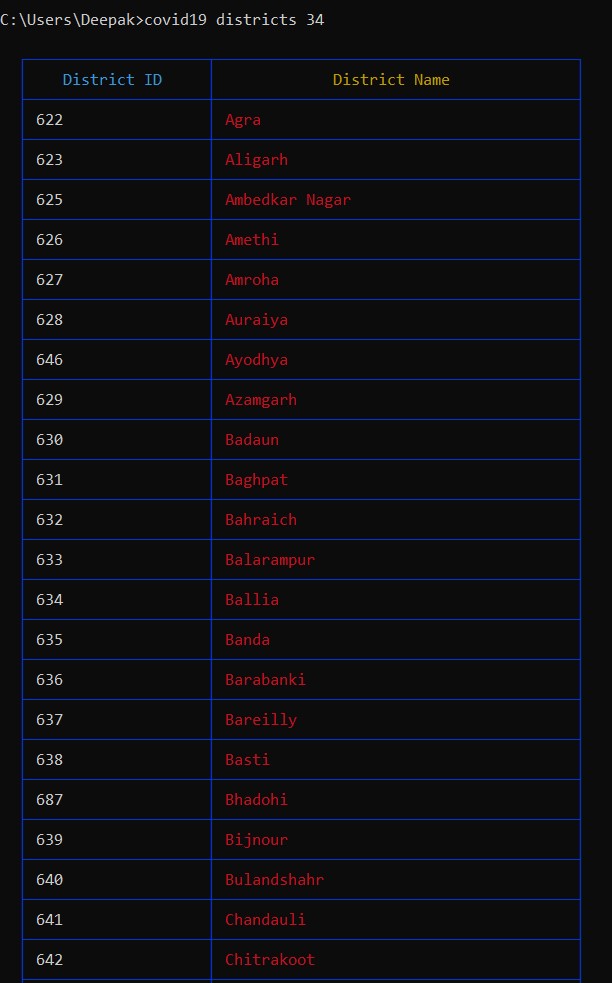 C:\Users\Deepak>covid19 districts 34
District ID District Name
622 Agra
623 Aligarh
625 Ambedkar Nagar
626 Amethi
627 Amroha
628 Auraiya
646 Ayodhya
629 Azamgarh
630 Badaun
631 Baghpat
632 Bahraich
633 Balarampur
634 Ballia
635 Banda
636 Barabanki
637 Bareilly
638 Basti
687 Bhadohi
639 Bijnour
640 Bulandshahr
641 Chandauli
642 Chitrakoot